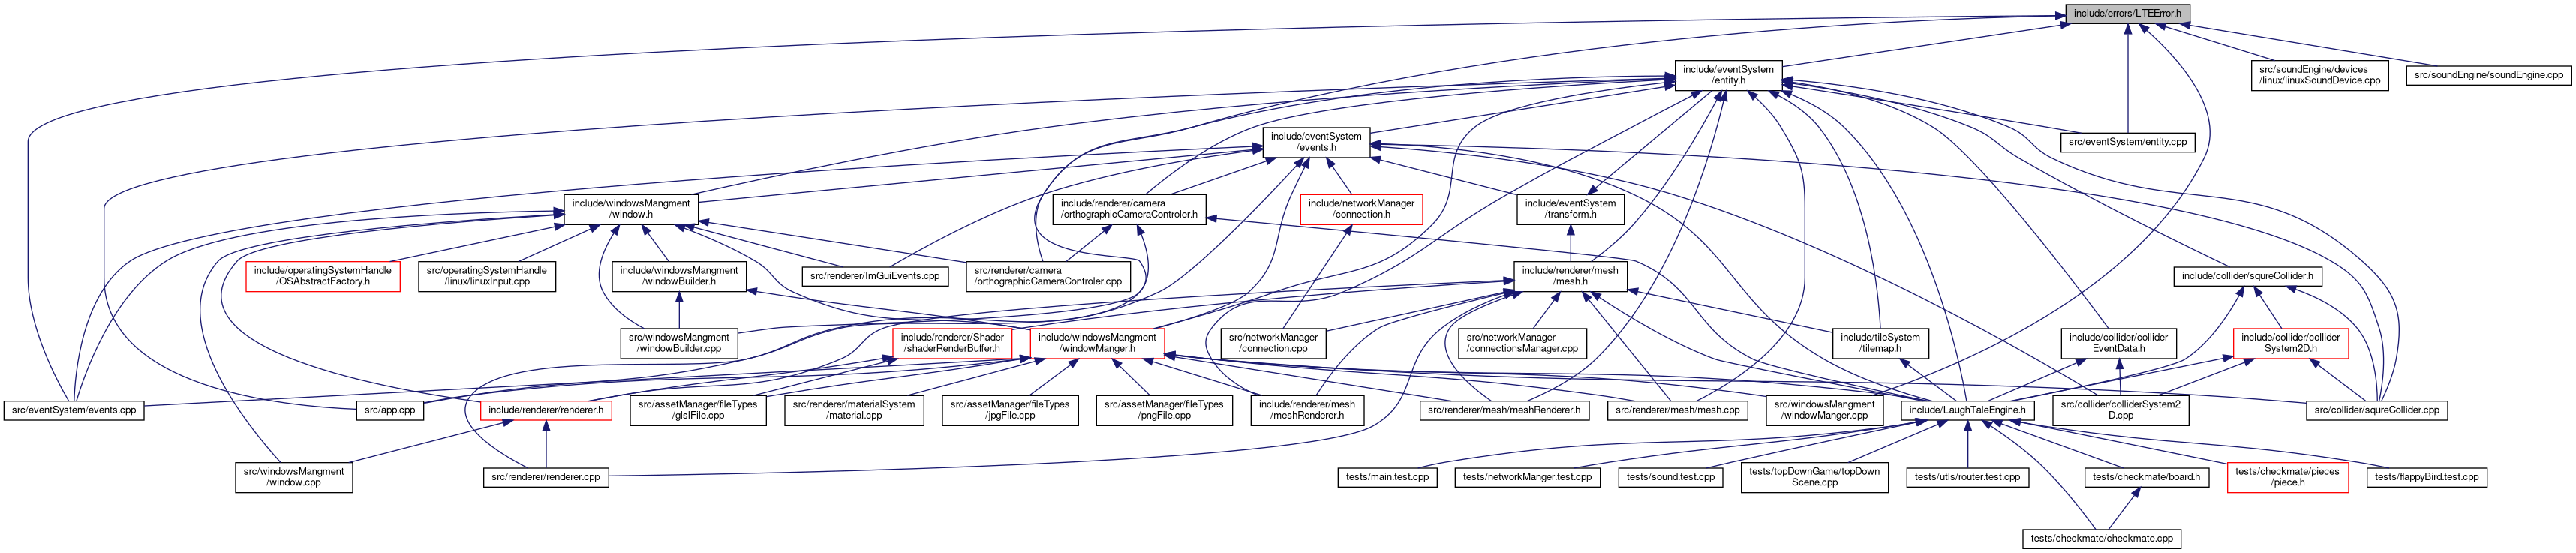 include/errors/LTEError.h
include/eventSystem
/entity.h
src/soundEngine/devices
/linux/linuxSoundDevice.cpp
src/soundEngine/soundEngine.cpp
include/eventSystem
/events.h
src/eventSystem/entity.cpp
include/windowsMangment
/window.h
include/renderer/camera
/orthographicCameraControler.h
include/networkManager
/connection.h
include/eventSystem
/transform.h
include/operatingSystemHandle
/OSAbstractFactory.h
src/operatingSystemHandle
/linux/linuxInput.cpp
include/windowsMangment
/windowBuilder.h
src/renderer/ImGuiEvents.cpp
src/renderer/camera
/orthographicCameraControler.cpp
include/renderer/mesh
/mesh.h
include/collider/squreCollider.h
src/windowsMangment
/windowBuilder.cpp
include/renderer/Shader
/shaderRenderBuffer.h
include/windowsMangment
/windowManger.h
src/networkManager
/connection.cpp
src/networkManager
/connectionsManager.cpp
include/tileSystem
/tilemap.h
include/collider/collider
EventData.h
include/collider/collider
System2D.h
src/eventSystem/events.cpp
src/app.cpp
include/renderer/renderer.h
src/assetManager/fileTypes
/glslFile.cpp
src/renderer/materialSystem
/material.cpp
src/assetManager/fileTypes
/jpgFile.cpp
src/assetManager/fileTypes
/pngFile.cpp
include/renderer/mesh
/meshRenderer.h
src/renderer/mesh/meshRenderer.h
src/renderer/mesh/mesh.cpp
src/windowsMangment
/windowManger.cpp
include/LaughTaleEngine.h
src/collider/colliderSystem2
D.cpp
src/collider/squreCollider.cpp
src/windowsMangment
/window.cpp
src/renderer/renderer.cpp
tests/main.test.cpp
tests/networkManger.test.cpp
tests/sound.test.cpp
tests/topDownGame/topDown
Scene.cpp
tests/utls/router.test.cpp
tests/checkmate/board.h
tests/checkmate/pieces
/piece.h
tests/flappyBird.test.cpp
tests/checkmate/checkmate.cpp